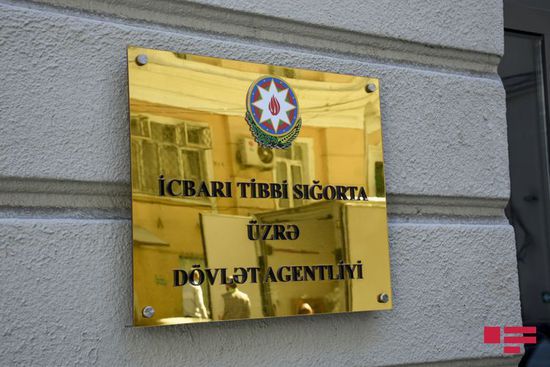 İCBARİ TİBBİ SIĞORTA
ÜZRƏ
DÖVLƏT AGENTLİYİ